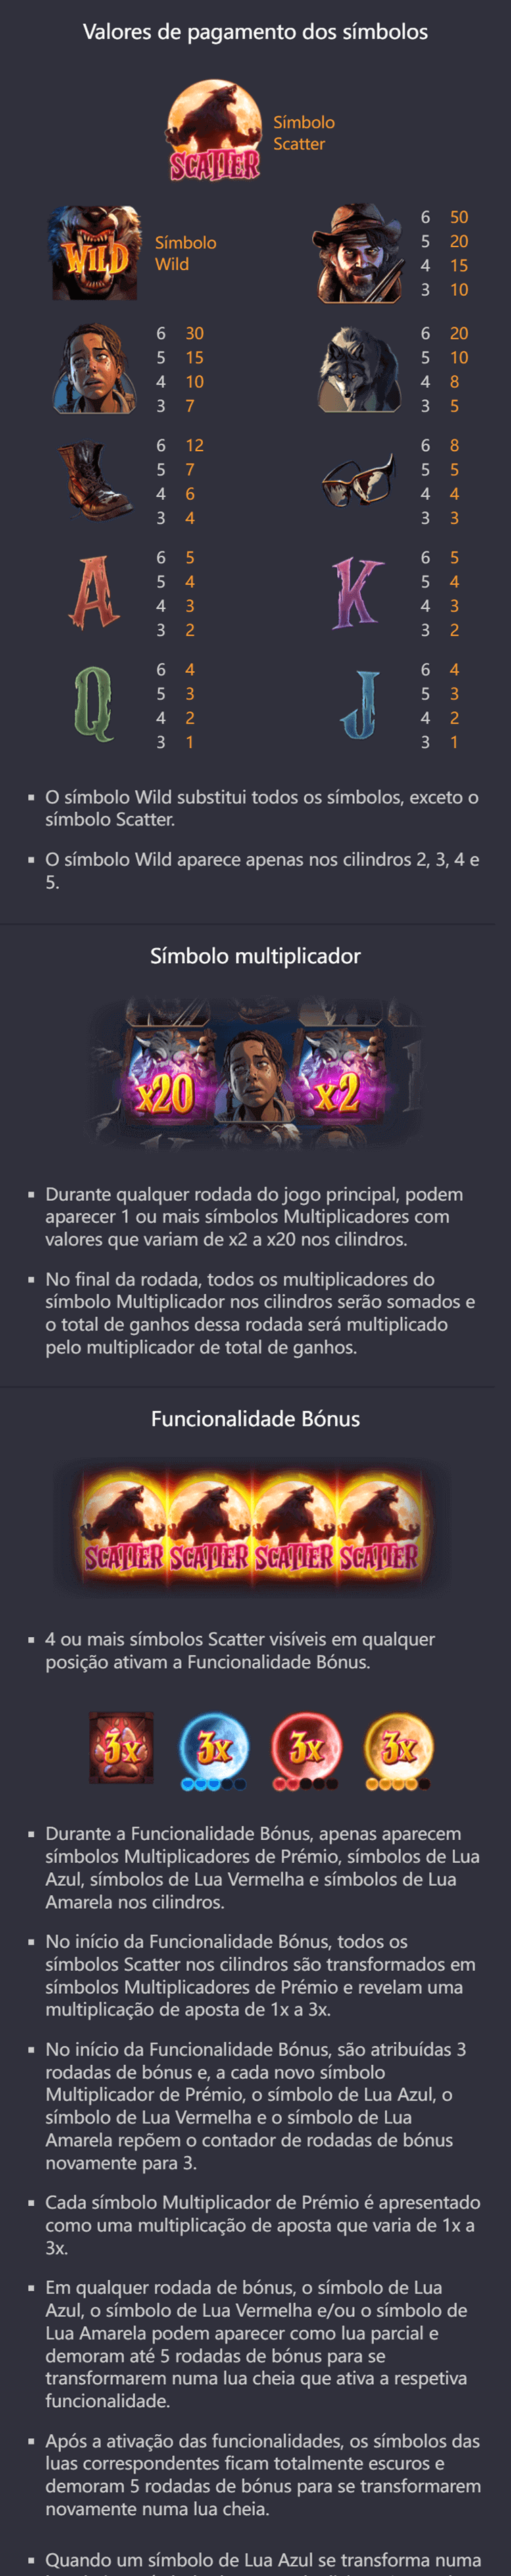 Valores de pagamento dos símbolos
SCATTER
Símbolo
Scatter
WILD
Símbolo
Wild
6 50
5 20
4 15
3 10
6 30
5 15
4 10
3 7
6 20
5 10
4 8
3 5
6 12
5 7
4 6
3 4
6 8
5 5
4 4
3 3
A
6 5
5 4
4 3
3 2
K
6 5
5 4
4 3
3 2
Q
6 4
5 3
4 2
3 1
J
6 4
5 3
4 2
3 1
▪ O símbolo Wild substitui todos os símbolos, exceto o
símbolo Scatter.
▪ O símbolo Wild aparece apenas nos cilindros 2, 3, 4 e
5.
Símbolo multiplicador
x20 x2
▪ Durante qualquer rodada do jogo principal, podem
aparecer 1 ou mais símbolos Multiplicadores com
valores que variam de x2 a x20 nos cilindros.
▪ No final da rodada, todos os multiplicadores do
símbolo Multiplicador nos cilindros serão somados e
o total de ganhos dessa rodada será multiplicado
pelo multiplicador de total de ganhos.
Funcionalidade Bónus
SCATTER SCATTER SCATTER SCATTER
▪ 4 ou mais símbolos Scatter visíveis em qualquer
posição ativam a Funcionalidade Bónus.
3x 3x 3x 3x
▪ Durante a Funcionalidade Bónus, apenas aparecem
símbolos Multiplicadores de Prémio, símbolos de Lua
Azul, símbolos de Lua Vermelha e símbolos de Lua
Amarela nos cilindros.
▪ No início da Funcionalidade Bónus, todos os
símbolos Scatter nos cilindros são transformados em
símbolos Multiplicadores de Prémio e revelam uma
multiplicação de aposta de 1x a 3x.
▪ No início da Funcionalidade Bónus, são atribuídas 3
rodadas de bónus e, a cada novo símbolo
Multiplicador de Prémio, o símbolo de Lua Azul, o
símbolo de Lua Vermelha e o símbolo de Lua
Amarela repõem o contador de rodadas de bónus
novamente para 3.
▪ Cada símbolo Multiplicador de Prémio é apresentado
como uma multiplicação de aposta que varia de 1x a
3x.
▪ Em qualquer rodada de bónus, o símbolo de Lua
Azul, o símbolo de Lua Vermelha e/ou o símbolo de
Lua Amarela podem aparecer como lua parcial e
demoram até 5 rodadas de bónus para se
transformarem numa lua cheia que ativa a respetiva
funcionalidade.
▪ Após a ativação das funcionalidades, os símbolos das
luas correspondentes ficam totalmente escuros e
demoram 5 rodadas de bónus para se transformarem
novamente numa lua cheia.
▪ Quando um símbolo de Lua Azul se transforma numa